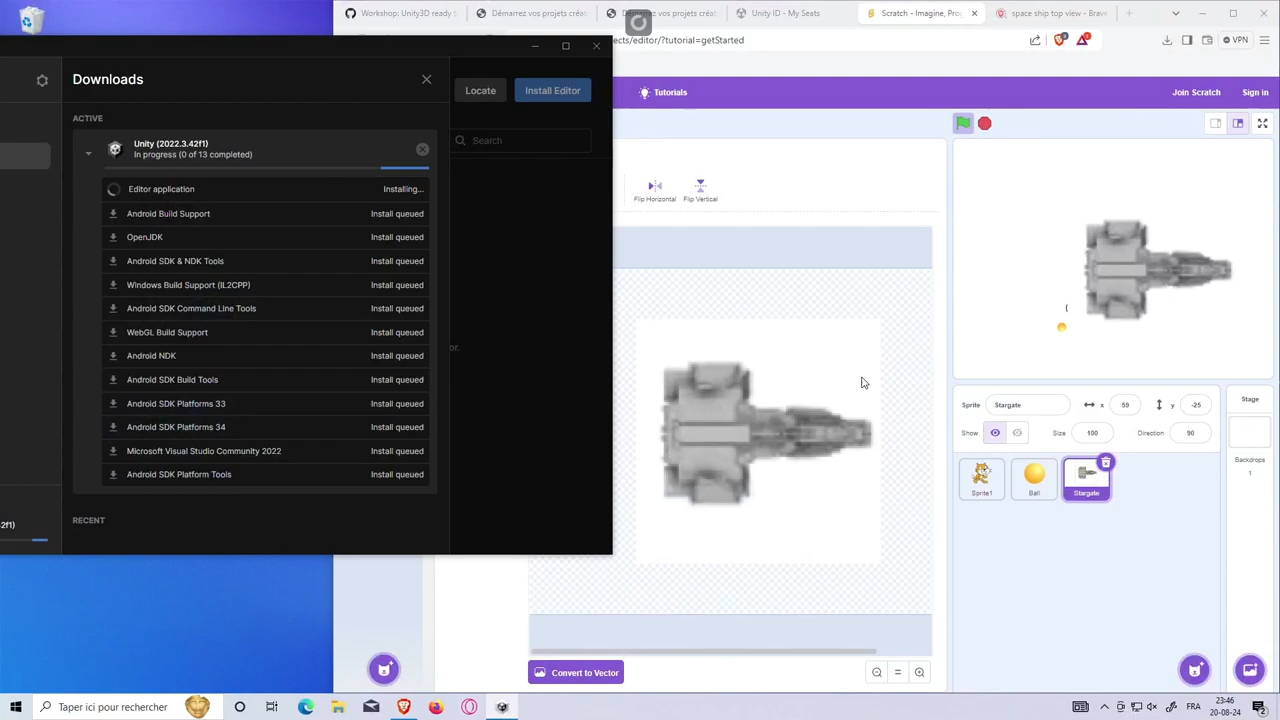 Workshop: Unity3D ready t
Démarrez vos projets créat
Démarrez vos projets créat
Unity ID - My Seats
Scratch - Imagine, Pro
space ship top view - Brav
ects/editor/?tutorial=getStarted
VPN
Tutorials
Join Scratch
Sign in
Downloads
Locate
Install Editor
ACTIVE
Search
Unity (2022.3.42f1)
In progress (0 of 13 completed)
Editor application
Installing...
Android Build Support
Install queued
OpenJDK
Install queued
Android SDK & NDK Tools
Install queued
Windows Build Support (IL2CPP)
Install queued
Android SDK Command Line Tools
Install queued
WebGL Build Support
Install queued
Android NDK
Install queued
Android SDK Build Tools
Install queued
Android SDK Platforms 33
Install queued
Android SDK Platforms 34
Install queued
Microsoft Visual Studio Community 2022
Install queued
Android SDK Platform Tools
Install queued
RECENT
.2f1)
or.
Flip Horizontal
Flip Vertical
Convert to Vector
Sprite
Stargate
x
59
y
-25
Show
Size
100
Direction
90
Sprite1
Ball
Stargate
Stage
Backdrops
1
Taper ici pour rechercher
FRA
23:46
20-08-24
2